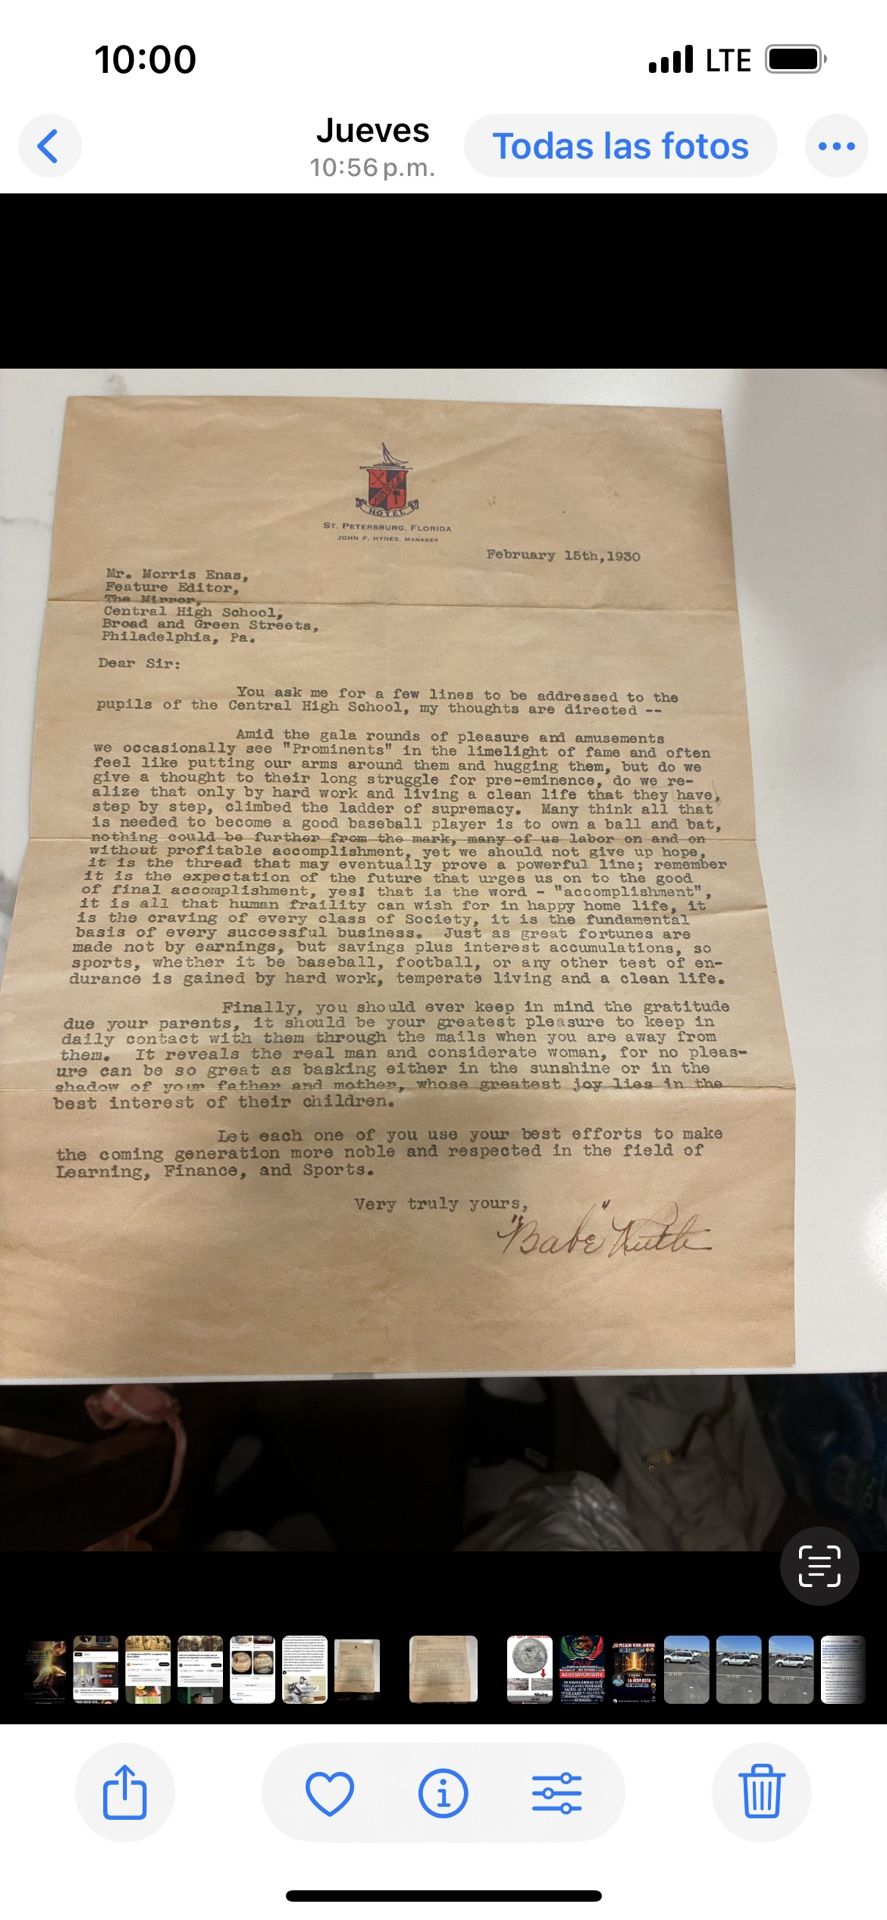 10:00
LTE
Jueves
10:56 p.m.
Todas las fotos
HOTEL
ST. PETERSBURG, FLORIDA
JOHN F. HYNES, MANAGER
February 15th,1930
Mr. Morris Enas,
Feature Editor,
The Mirror,
Central High School,
Broad and Green Streets,
Philadelphia, Pa.
Dear Sir:
You ask me for a few lines to be addressed to the
pupils of the Central High School, my thoughts are directed --
Amid the gala rounds of pleasure and amusements
we occasionally see "Prominents" in the limelight of fame and often
feel like putting our arms around them and hugging them, but do we
give a thought to their long struggle for pre-eminence, do we re-
alize that only by hard work and living a clean life that they have,
step by step, climbed the ladder of supremacy. Many think all that
is needed to become a good baseball player is to own a ball and bat,
nothing could be further from the mark, many of us labor on and on
without profitable accomplishment, yet we should not give up hope,
it is the thread that may eventually prove a powerful line; remember
it is the expectation of the future that urges us on to the good
of final accomplishment, yes! that is the word - "accomplishment",
it is all that human fraility can wish for in happy home life, it
is the craving of every class of Society, it is the fundamental
basis of every successful business. Just as great fortunes are
made not by earnings, but savings plus interest accumulations, so
sports, whether it be baseball, football, or any other test of en-
durance is gained by hard work, temperate living and a clean life.
Finally, you should ever keep in mind the gratitude
due your parents, it should be your greatest pleasure to keep in
daily contact with them through the mails when you are away from
them. It reveals the real man and considerate woman, for no pleas-
ure can be so great as basking either in the sunshine or in the
shadow of your father and mother, whose greatest joy lies in the
best interest of their children.
Let each one of you use your best efforts to make
the coming generation more noble and respected in the field of
Learning, Finance, and Sports.
Very truly yours,
"Babe" Ruth